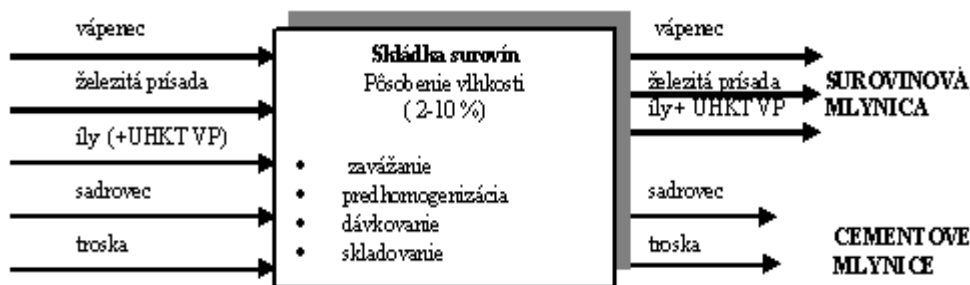 vápenec
železitá prísada
íly (+UHKT VP)
sadrovec
troska
Skládka surovín
Pôsobenie vlhkosti
( 2-10 %)
• zavážanie
• predhomogenizácia
• dávkovanie
• skladovanie
vápenec
železitá prísada
íly+ UHKT VP
sadrovec
troska
SUROVINOVÁ
MLYNICA
CEMENTOVE
MLYNICE